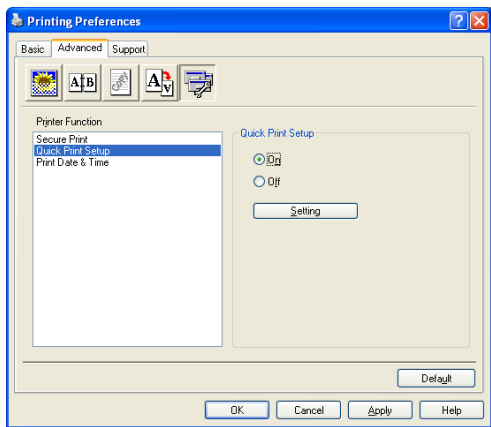 Printing Preferences
Basic Advanced Support
A B
A A
Printer Function
Secure Print
Quick Print Setup
Print Date & Time
Quick Print Setup
On
Off
Setting
Default
OK Cancel Apply Help